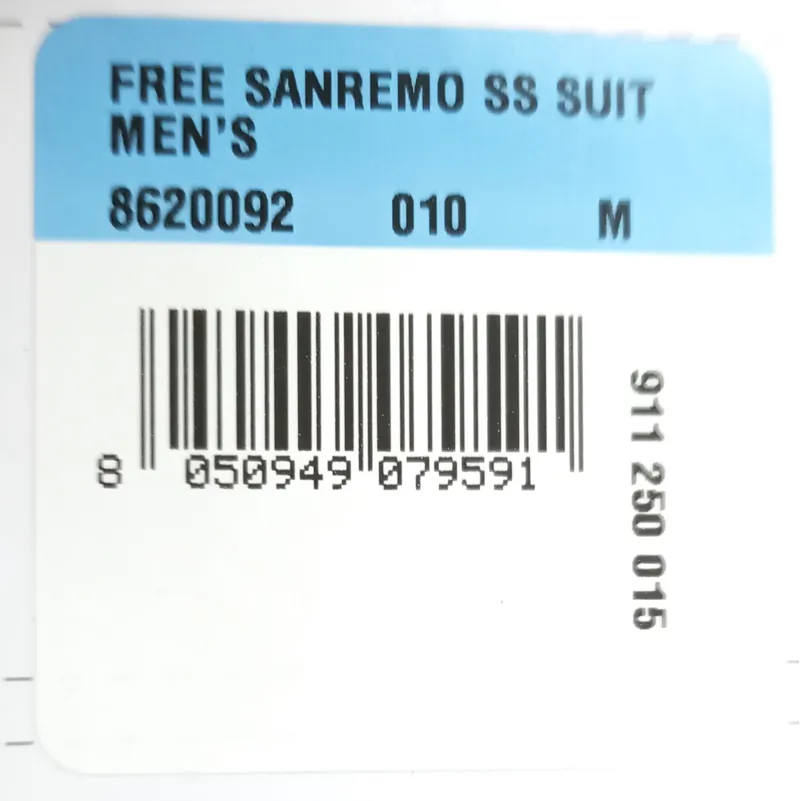 FREE SANREMO SS SUIT
MEN'S
8620092 010 M
8 050949 079591
911 250 015